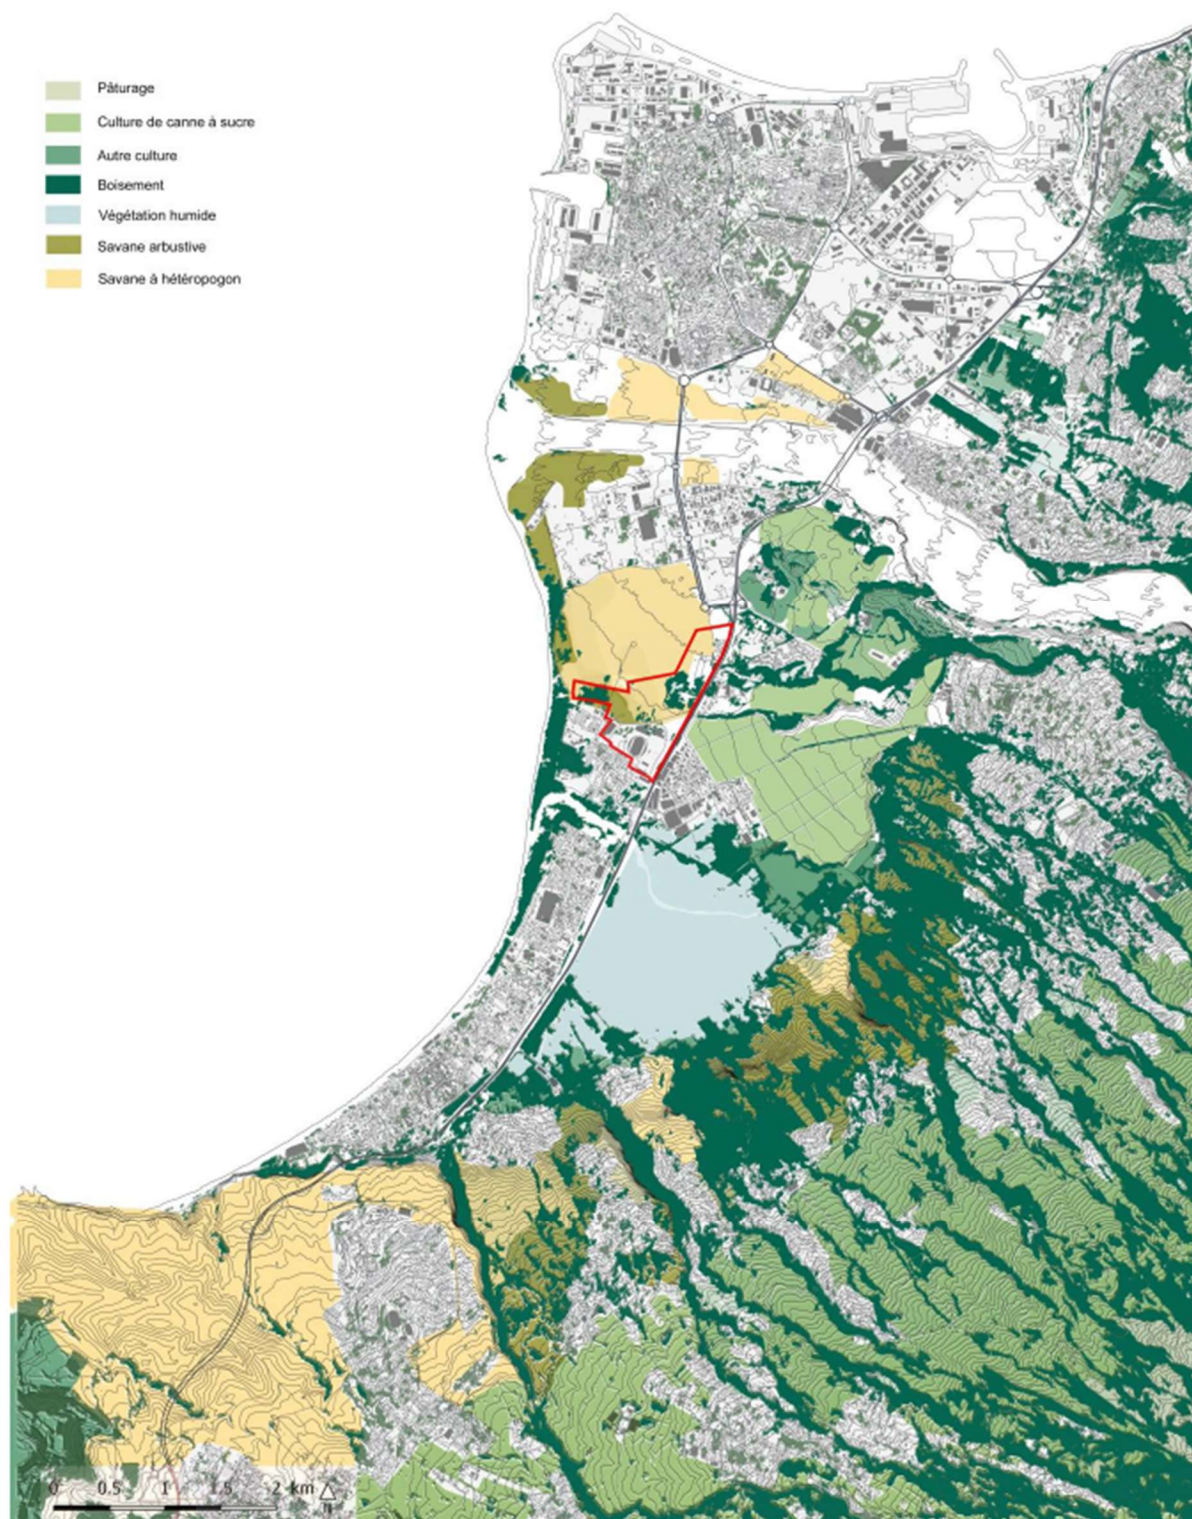 Pâturage
Culture de canne à sucre
Autre culture
Boisement
Végétation humide
Savane arbustive
Savane à hétéropogon
0 0.5 1 1.5 2 km
N